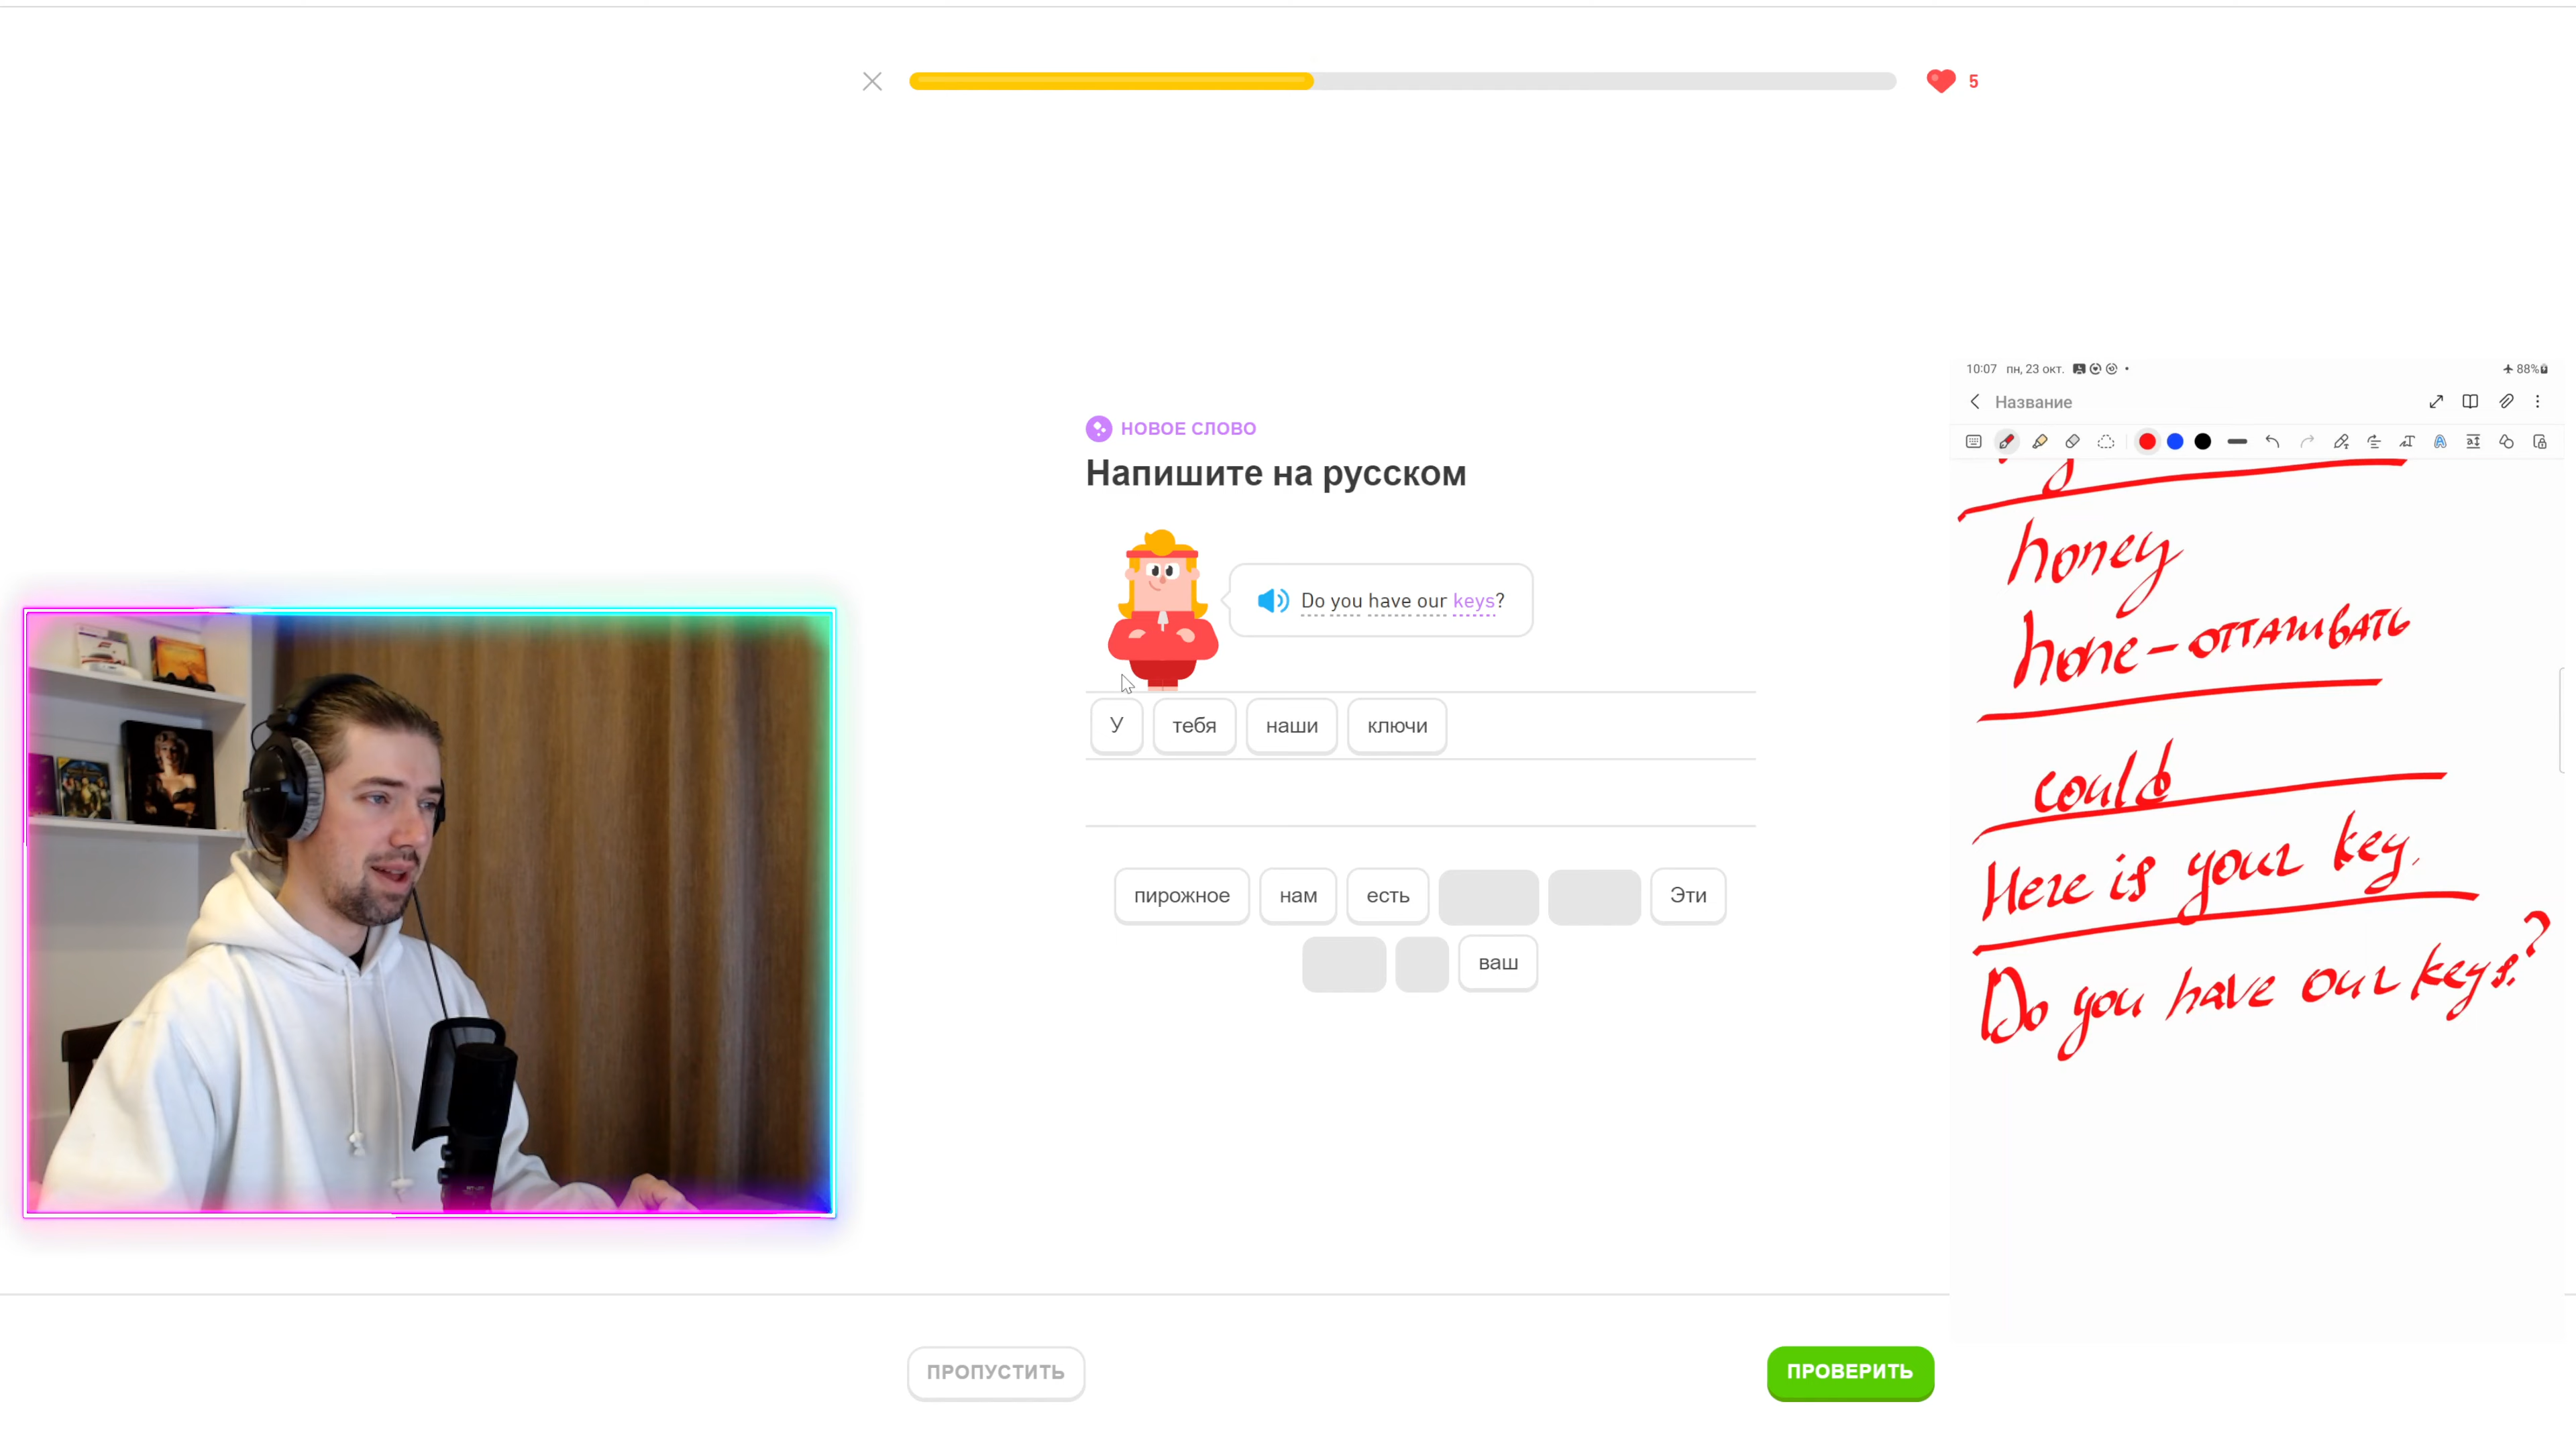 5
НОВОЕ СЛОВО
Напишите на русском
Do you have our keys?
У тебя наши ключи
пирожное нам есть Эти
ваш
ПРОПУСТИТЬ
ПРОВЕРИТЬ
10:07 пн, 23 окт. 88%
Название
honey
hone - оттачивать
could
Here is your key.
Do you have our keys?